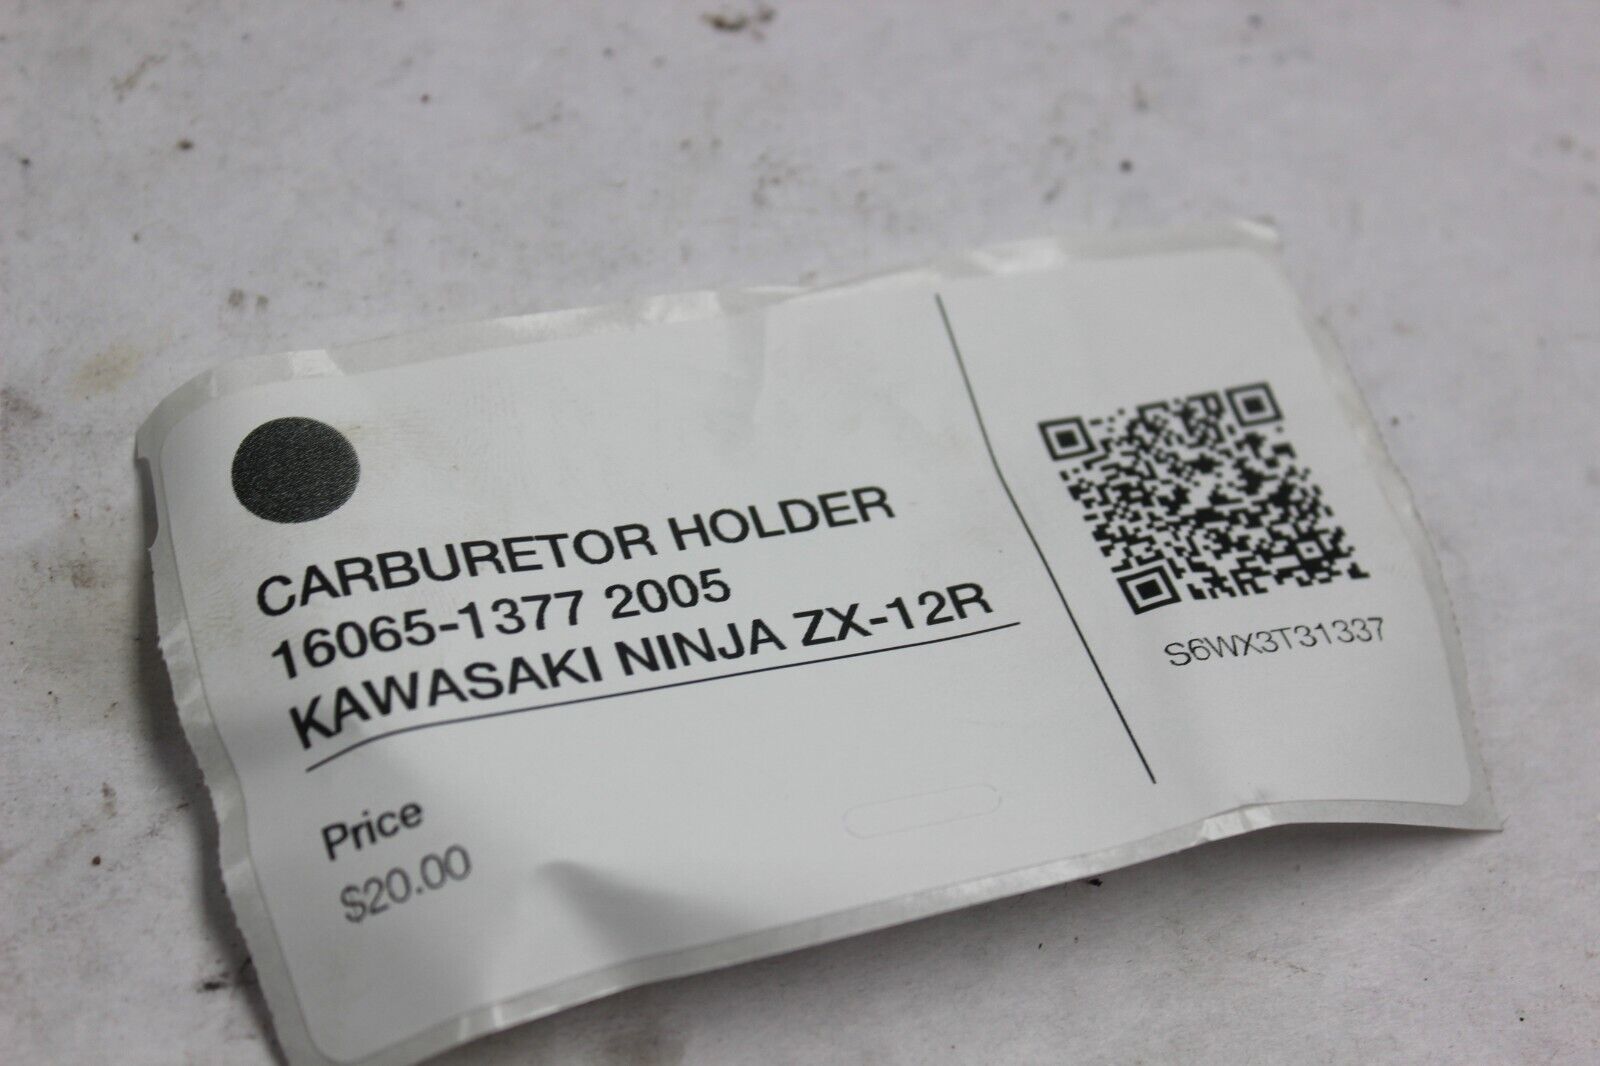 CARBURETOR HOLDER
16065-1377 2005
KAWASAKI NINJA ZX-12R
Price
$20.00
S6WX3T31337